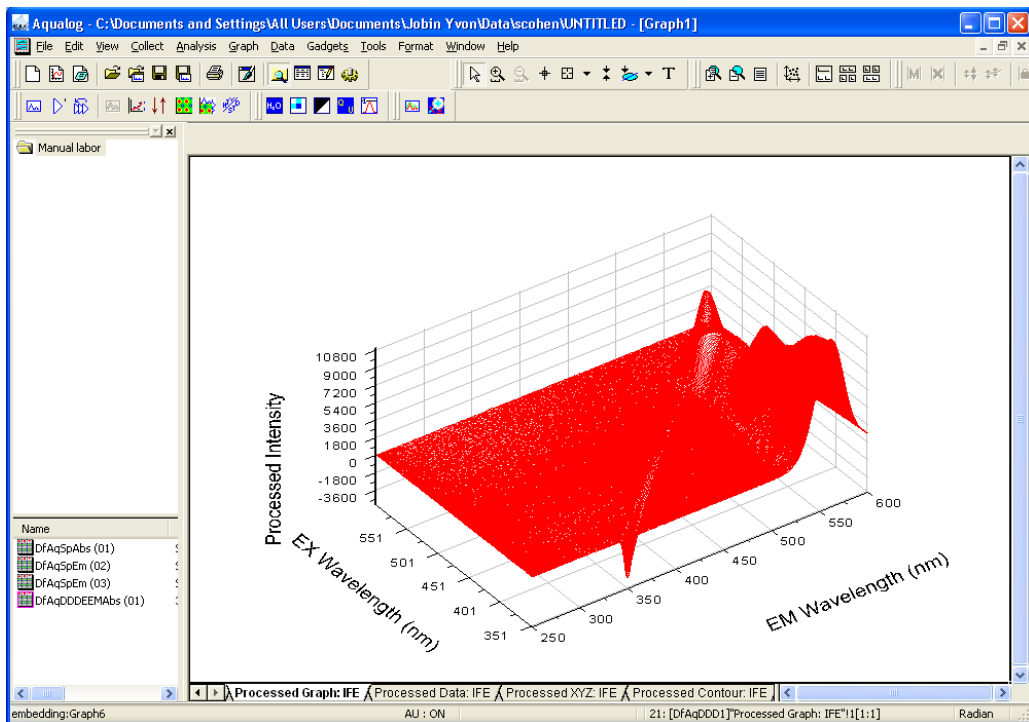 Aqualog - C:\Documents and Settings\All Users\Documents\Jobin Yvon\Data\scohen\UNTITLED - [Graph1]
File Edit View Collect Analysis Graph Data Gadgets Tools Format Window Help
Manual labor
Name
DfAqSpAbs (01)
DfAqSpEm (02)
DfAqSpEm (03)
DfAqDDDEEMAbs (01)
Processed Intensity
10800
9000
7200
5400
3600
1800
0
-1800
-3600
EX Wavelength (nm)
551
501
451
401
351
EM Wavelength (nm)
250
300
350
400
450
500
550
600
Processed Graph: IFE Processed Data: IFE Processed XYZ: IFE Processed Contour: IFE
embedding:Graph6 AU : ON 21: [DfAqDDD1]"Processed Graph: IFE"!1[1:1] Radian